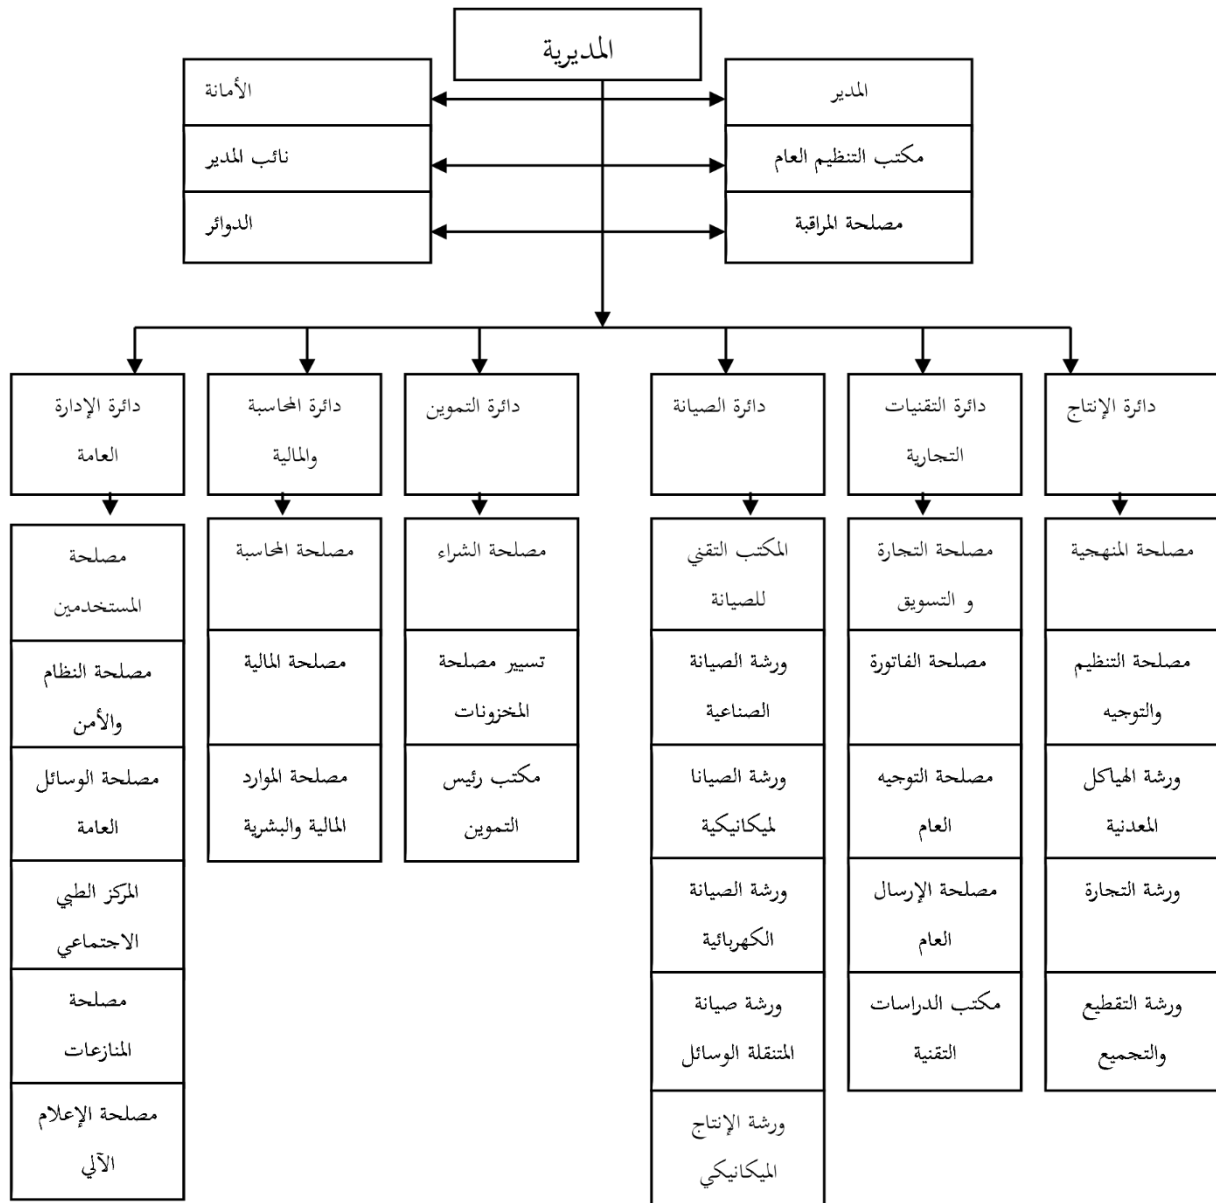 المديرية
المدير
مكتب التنظيم العام
مصلحة المراقبة
الأمانة
نائب المدير
الدوائر
دائرة الإنتاج
دائرة التقنيات
التجارية
دائرة الصيانة
دائرة التموين
دائرة المحاسبة
والمالية
دائرة الإدارة
العامة
مصلحة المنهجية
مصلحة التنظيم
والتوجيه
ورشة الهياكل
المعدنية
ورشة التجارة
ورشة التقطيع
والتجميع
مصلحة التجارة
و التسويق
مصلحة الفاتورة
مصلحة التوجيه
العام
مصلحة الإرسال
العام
مكتب الدراسات
التقنية
المكتب التقني
للصيانة
ورشة الصيانة
الصناعية
ورشة الصيانا
لميكانيكية
ورشة الصيانة
الكهربائية
ورشة صيانة
المتنقلة الوسائل
ورشة الإنتاج
الميكانيكي
مصلحة الشراء
تسيير مصلحة
المخزونات
مكتب رئيس
التموين
مصلحة المحاسبة
مصلحة المالية
مصلحة الموارد
المالية والبشرية
مصلحة
المستخدمين
مصلحة النظام
والأمن
مصلحة الوسائل
العامة
المركز الطبي
الاجتماعي
مصلحة
المنازعات
مصلحة الإعلام
الآلي